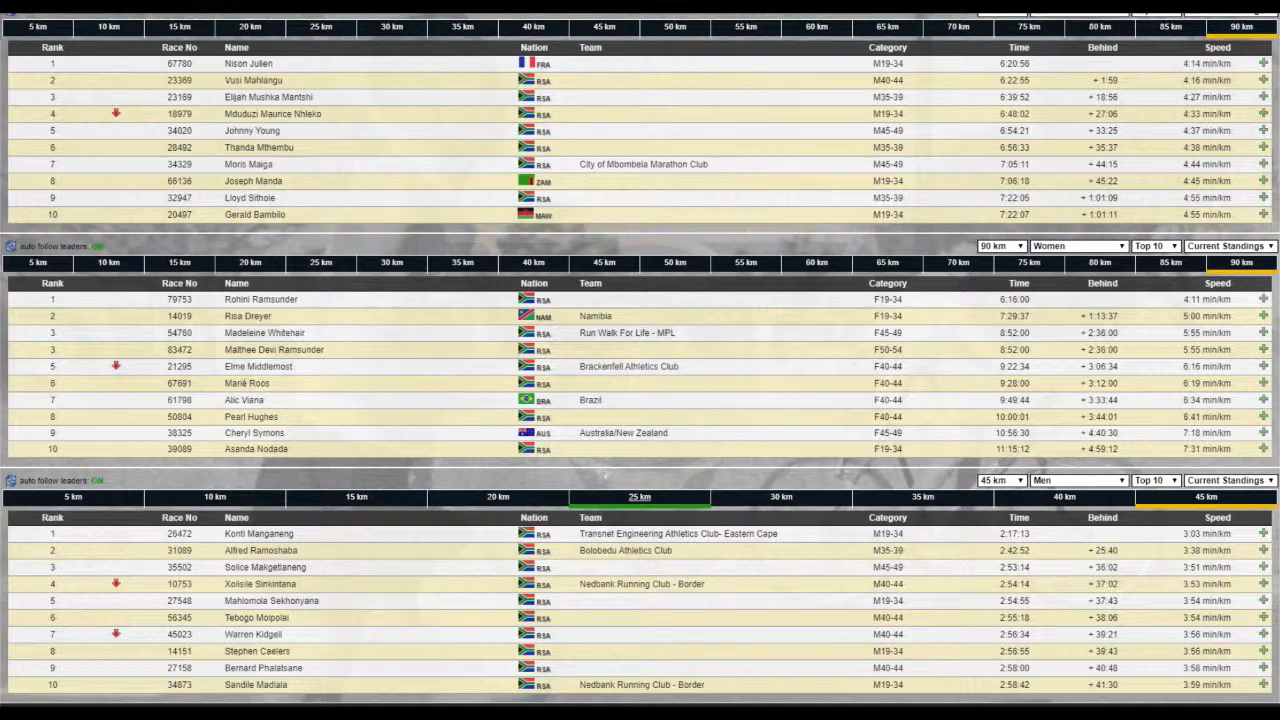 5 km 10 km 15 km 20 km 25 km 30 km 35 km 40 km 45 km 50 km 55 km 60 km 65 km 70 km 75 km 80 km 85 km 90 km
Rank Race No Name Nation Team Category Time Behind Speed
1 67780 Nison Julien FRA M19-34 6:20:56 4:14 min/km
2 23369 Vusi Mahlangu RSA M40-44 6:22:55 + 1:59 4:16 min/km
3 23169 Elijah Mushka Mantshi RSA M35-39 6:39:52 + 18:56 4:27 min/km
4 18979 Mduduzi Maurice Nhleko RSA M19-34 6:48:02 + 27:06 4:33 min/km
5 34020 Johnny Young RSA M45-49 6:54:21 + 33:25 4:37 min/km
6 28492 Thanda Mthembu RSA M35-39 6:56:33 + 35:37 4:38 min/km
7 34329 Moris Maiga RSA City of Mbombela Marathon Club M45-49 7:05:11 + 44:15 4:44 min/km
8 66136 Joseph Manda ZAM M19-34 7:06:18 + 45:22 4:45 min/km
9 32947 Lloyd Sithole RSA M35-39 7:22:05 + 1:01:09 4:55 min/km
10 20497 Gerald Bambilo MAW M19-34 7:22:07 + 1:01:11 4:55 min/km
auto follow leaders: ON 90 km Women Top 10 Current Standings
5 km 10 km 15 km 20 km 25 km 30 km 35 km 40 km 45 km 50 km 55 km 60 km 65 km 70 km 75 km 80 km 85 km 90 km
Rank Race No Name Nation Team Category Time Behind Speed
1 79753 Rohini Ramsunder RSA F19-34 6:16:00 4:11 min/km
2 14019 Risa Dreyer NAM Namibia F19-34 7:29:37 + 1:13:37 5:00 min/km
3 54760 Madeleine Whitehair RSA Run Walk For Life - MPL F45-49 8:52:00 + 2:36:00 5:55 min/km
3 83472 Malthee Devi Ramsunder RSA F50-54 8:52:00 + 2:36:00 5:55 min/km
5 21295 Elme Middlemost RSA Brackenfell Athletics Club F40-44 9:22:34 + 3:06:34 6:16 min/km
6 67691 Mariè Roos RSA F40-44 9:28:00 + 3:12:00 6:19 min/km
7 61798 Alic Viana BRA Brazil F40-44 9:49:44 + 3:33:44 6:34 min/km
8 50804 Pearl Hughes RSA F40-44 10:00:01 + 3:44:01 6:41 min/km
9 38325 Cheryl Symons AUS Australia/New Zealand F45-49 10:56:30 + 4:40:30 7:18 min/km
10 39089 Asanda Nodada RSA F19-34 11:15:12 + 4:59:12 7:31 min/km
auto follow leaders: ON 45 km Men Top 10 Current Standings
5 km 10 km 15 km 20 km 25 km 30 km 35 km 40 km 45 km
Rank Race No Name Nation Team Category Time Behind Speed
1 26472 Konti Manganeng RSA Transnet Engineering Athletics Club- Eastern Cape M19-34 2:17:13 3:03 min/km
2 31089 Alfred Ramoshaba RSA Bolobedu Athletics Club M35-39 2:42:52 + 25:40 3:38 min/km
3 35502 Solice Makgetlaneng RSA M45-49 2:53:14 + 36:02 3:51 min/km
4 10753 Xolisile Sinkintana RSA Nedbank Running Club - Border M40-44 2:54:14 + 37:02 3:53 min/km
5 27548 Mahlomola Sekhonyana RSA M19-34 2:54:55 + 37:43 3:54 min/km
6 56345 Tebogo Moipolai RSA M40-44 2:55:18 + 38:06 3:54 min/km
7 45023 Warren Kidgell RSA M40-44 2:56:34 + 39:21 3:56 min/km
8 14151 Stephen Caelers RSA M19-34 2:56:55 + 39:43 3:56 min/km
9 27158 Bernard Phalatsane RSA M40-44 2:58:00 + 40:48 3:58 min/km
10 34873 Sandile Madlala RSA Nedbank Running Club - Border M19-34 2:58:42 + 41:30 3:59 min/km